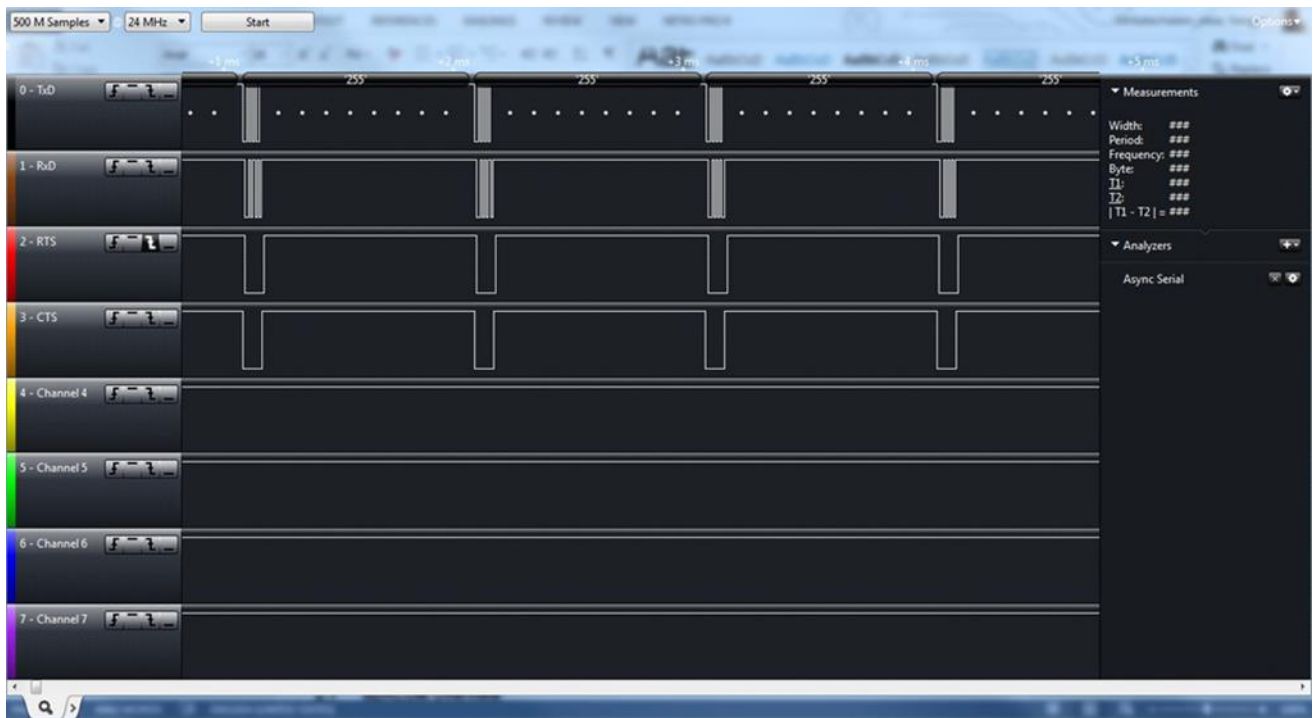 500 M Samples 24 MHz Start Options
+1 ms +2 ms +3 ms +4 ms +5 ms
'255' '255' '255' '255'
0 - TxD
1 - RxD
2 - RTS
3 - CTS
4 - Channel 4
5 - Channel 5
6 - Channel 6
7 - Channel 7
Measurements
Width: ###
Period: ###
Frequency: ###
Byte: ###
T1: ###
T2: ###
| T1 - T2 | = ###
Analyzers
Async Serial